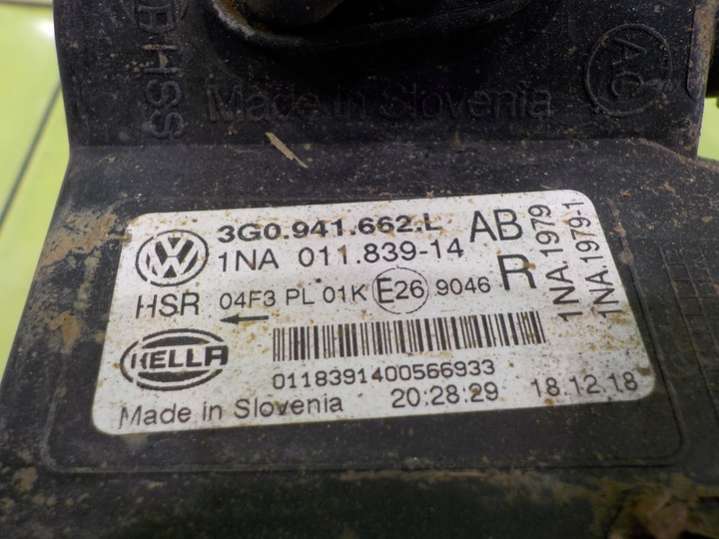 AC
Made in Slovenia
3G0.941.662.L AB
1NA 011.839-14 R
HSR 04F3 PL 01K E26 9046
1NA.1979
1NA.1979-1
HELLA
0118391400566933
Made in Slovenia 20:28:29 18.12.18